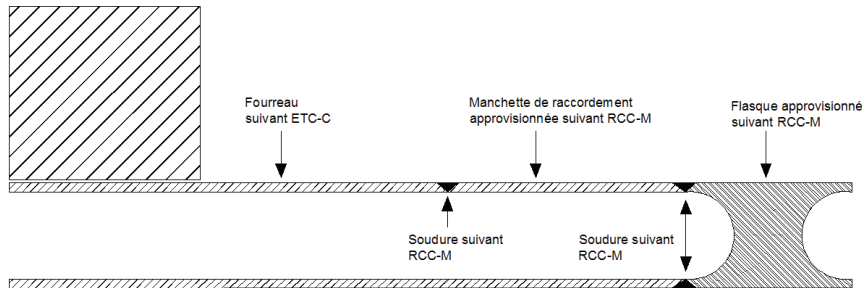 Fourreau
suivant ETC-C
Manchette de raccordement
approvisionnée suivant RCC-M
Flasque approvisionné
suivant RCC-M
Soudure suivant
RCC-M
Soudure suivant
RCC-M